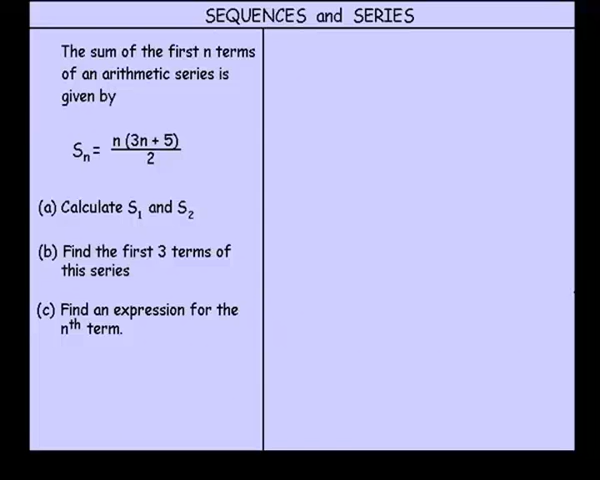 SEQUENCES and SERIES
The sum of the first n terms
of an arithmetic series is
given by
Sₙ = n (3n + 5) / 2
(a) Calculate S₁ and S₂
(b) Find the first 3 terms of
this series
(c) Find an expression for the
nᵗʰ term.